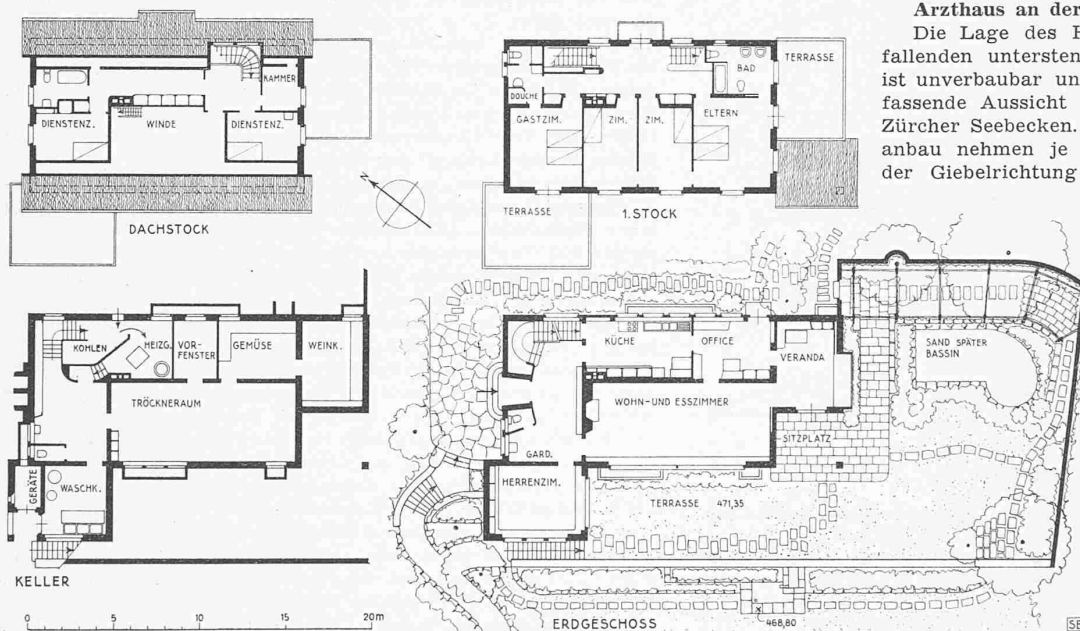 KAMMER
DIENSTENZ.
WINDE
DIENSTENZ.
DACHSTOCK
DOUCHE
BAD
TERRASSE
GASTZIM.
ZIM.
ZIM.
ELTERN
TERRASSE
1. STOCK
N
Arzthaus an der
Die Lage des
fallenden untersten
ist unverbaubar
fassende Aussicht
Zürcher Seebecken.
anbau nehmen je
der Giebelrichtung
KOHLEN
HEIZG.
VOR-
FENSTER
GEMÜSE
WEINK.
TRÖCKNERAUM
GERÄTE
WASCHK.
KELLER
0 5 10 15 20 m
KÜCHE
OFFICE
VERANDA
SAND SPÄTER
BASSIN
WOHN- UND ESSZIMMER
SITZPLATZ
GARD.
HERRENZIM.
TERRASSE 471,35
ERDGESCHOSS
468,80